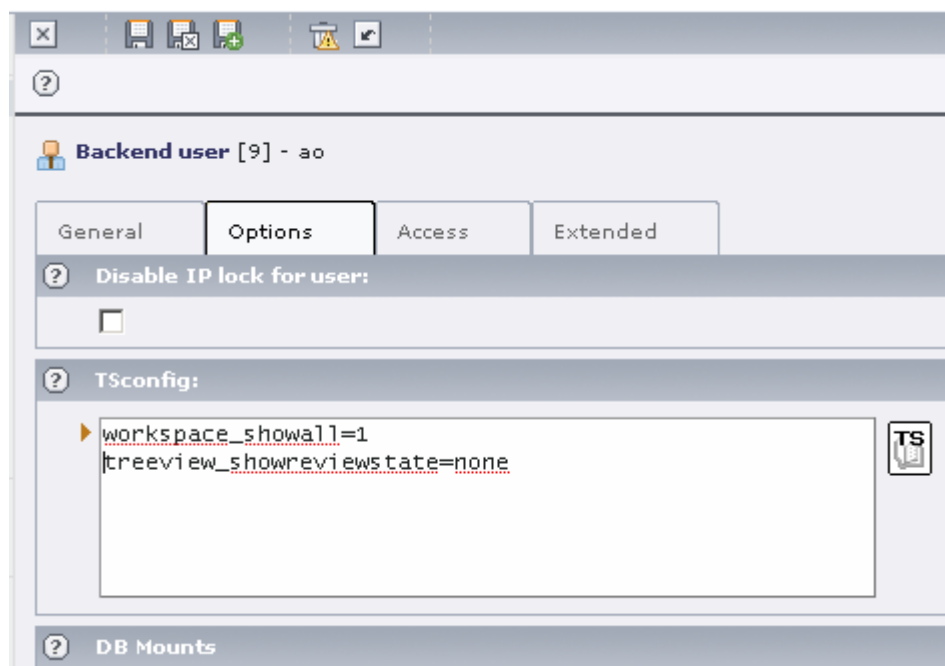 Backend user [9] - ao
General Options Access Extended
Disable IP lock for user:
TSconfig:
workspace_showall=1
treeview_showreviewstate=none
TS
DB Mounts